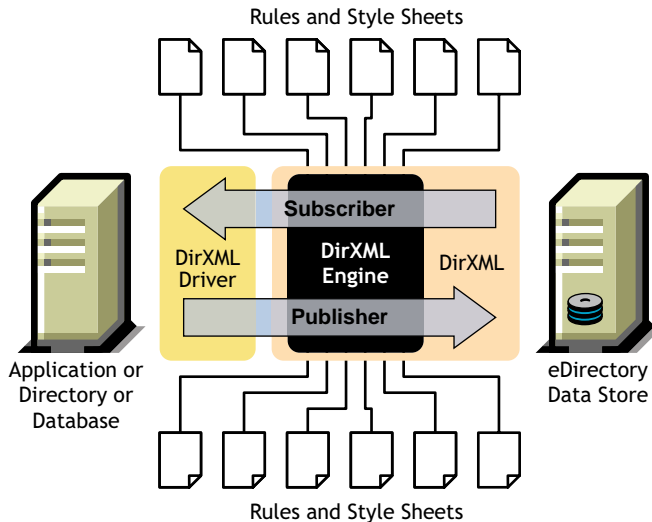 Rules and Style Sheets
Subscriber
DirXML
Driver
DirXML
Engine
DirXML
Publisher
Application or
Directory or
Database
eDirectory
Data Store
Rules and Style Sheets